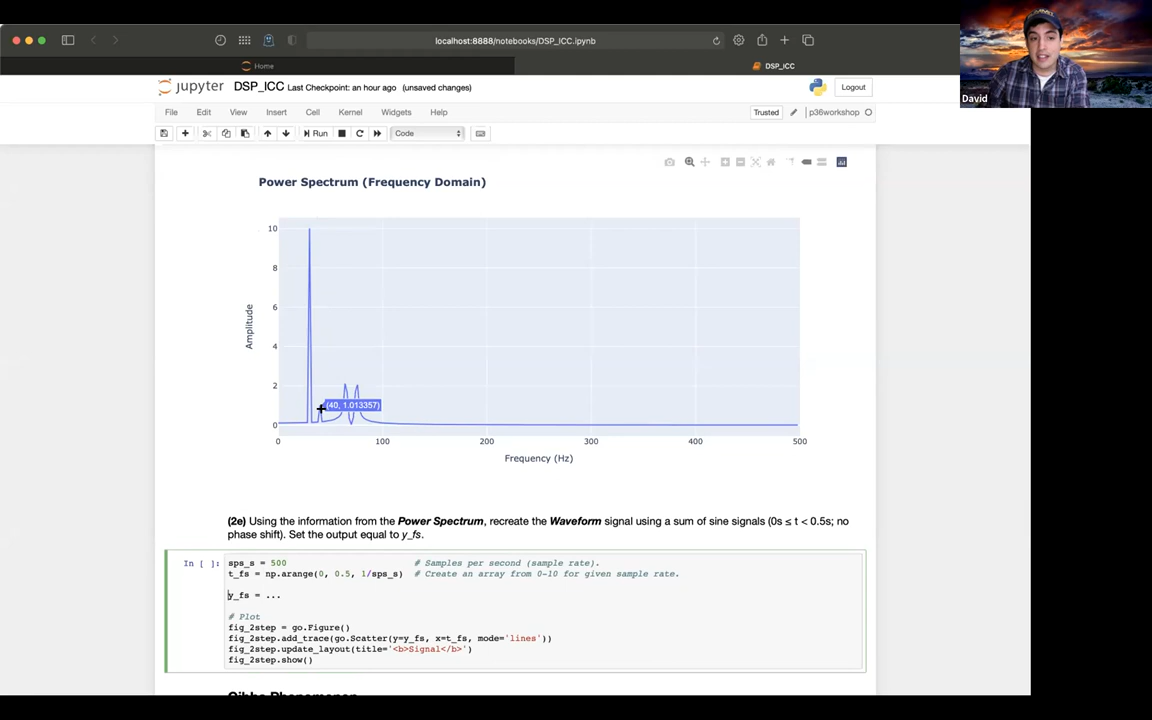 localhost:8888/notebooks/DSP_ICC.ipynb
Home
DSP_ICC
jupyter DSP_ICC Last Checkpoint: an hour ago (unsaved changes)
Logout
David
File Edit View Insert Cell Kernel Widgets Help
Trusted
p36workshop
Run
Code
Power Spectrum (Frequency Domain)
10
8
6
4
2
0
Amplitude
(40, 1.013357)
0 100 200 300 400 500
Frequency (Hz)
(2e) Using the information from the Power Spectrum, recreate the Waveform signal using a sum of sine signals (0s ≤ t < 0.5s; no
phase shift). Set the output equal to y_fs.
In [ ]: sps_s = 500 # Samples per second (sample rate).
t_fs = np.arange(0, 0.5, 1/sps_s) # Create an array from 0-10 for given sample rate.
y_fs = ...
# Plot
fig_2step = go.Figure()
fig_2step.add_trace(go.Scatter(y=y_fs, x=t_fs, mode='lines'))
fig_2step.update_layout(title='<b>Signal</b>')
fig_2step.show()